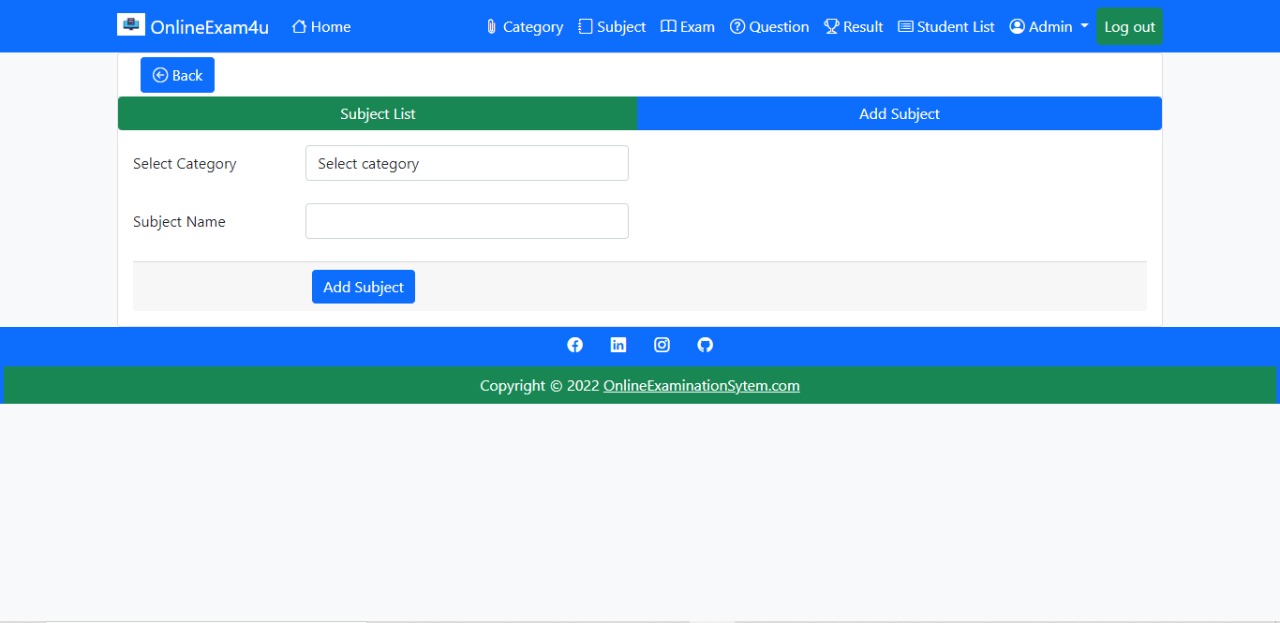 OnlineExam4u Home Category Subject Exam Question Result Student List Admin Log out
Back
Subject List Add Subject
Select Category Select category
Subject Name
Add Subject
Copyright © 2022 OnlineExaminationSytem.com